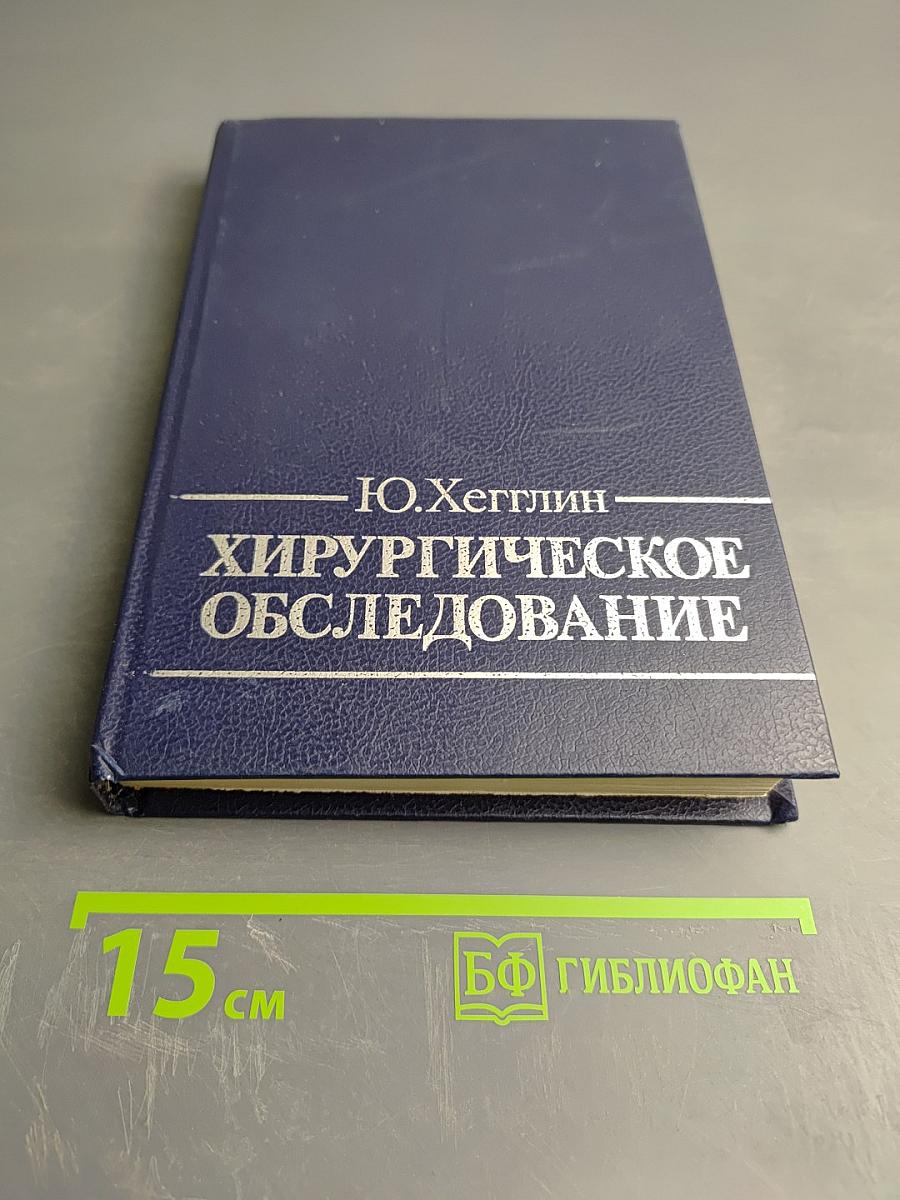 Ю.Хегглин
ХИРУРГИЧЕСКОЕ
ОБСЛЕДОВАНИЕ
15 см
БФ ГИБЛИОФАН